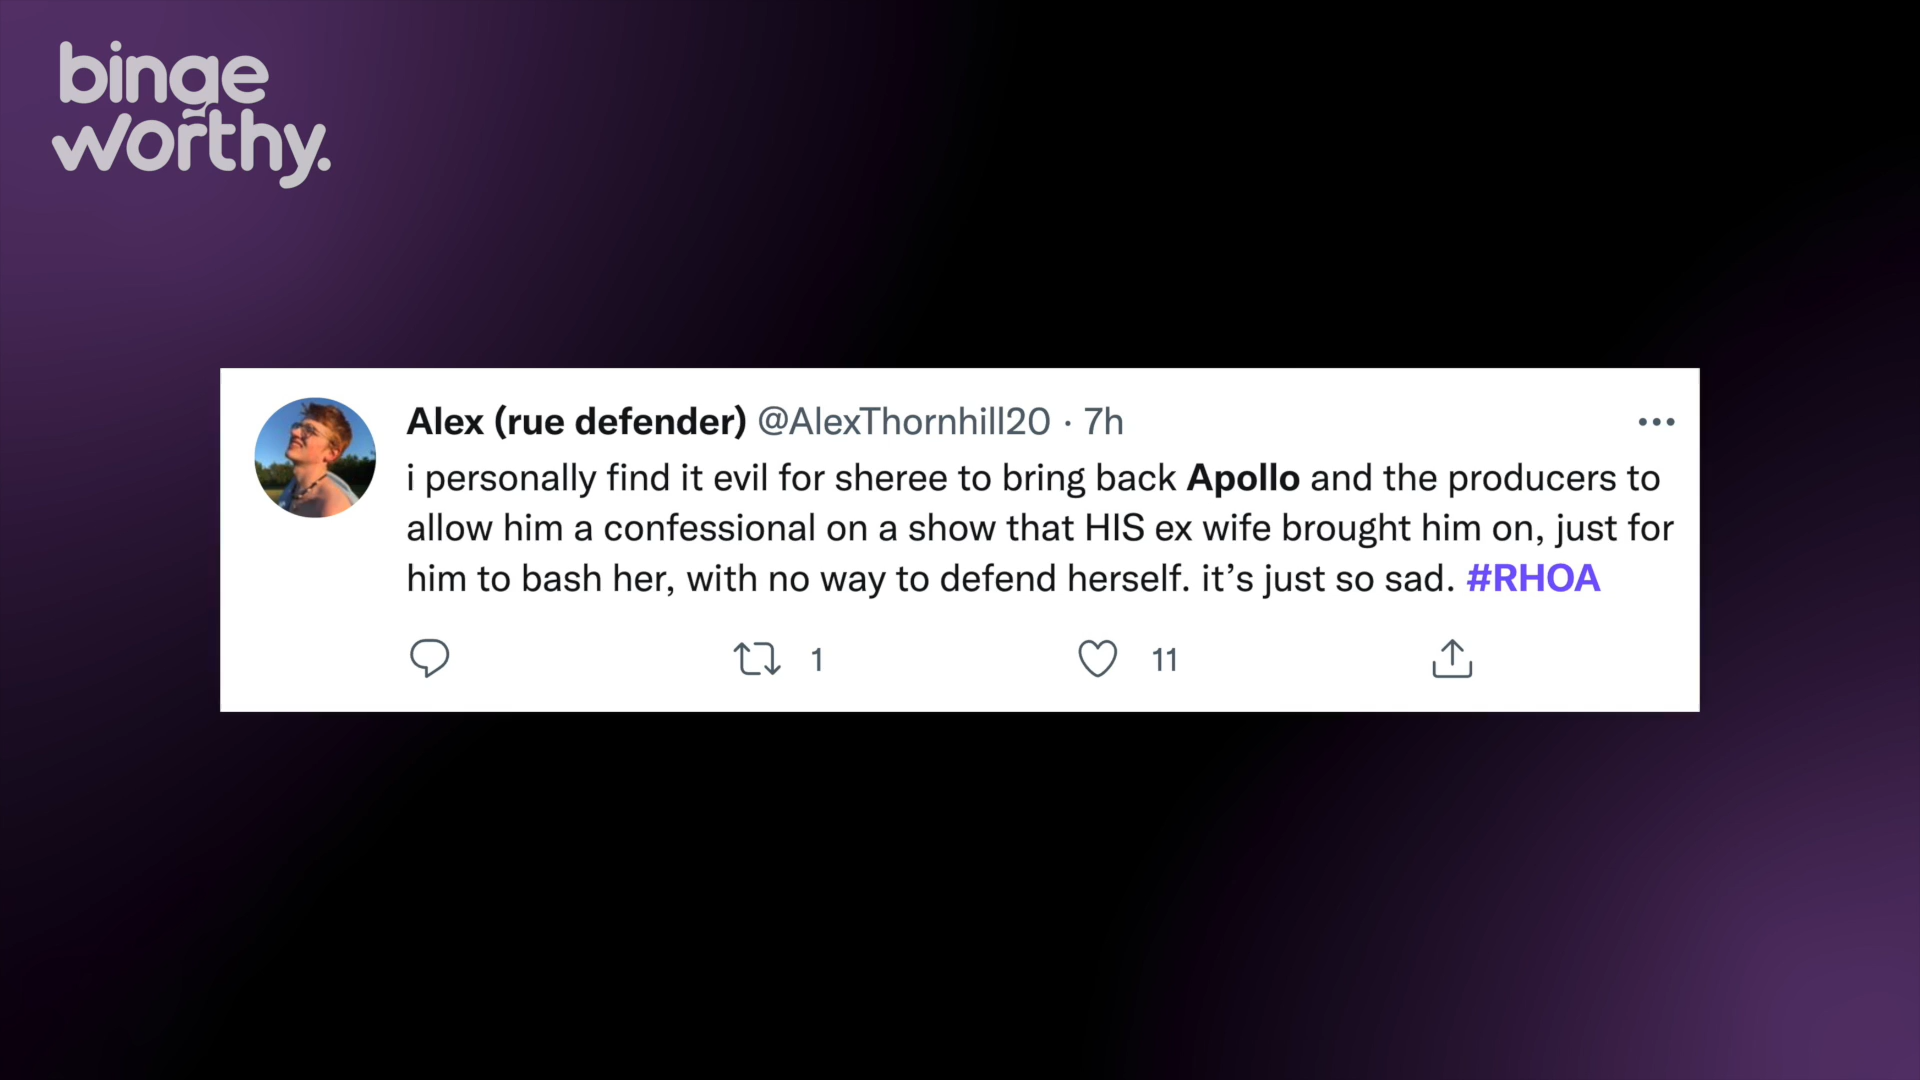 binge
worthy.
Alex (rue defender) @AlexThornhill20 · 7h
i personally find it evil for sheree to bring back Apollo and the producers to
allow him a confessional on a show that HIS ex wife brought him on, just for
him to bash her, with no way to defend herself. it’s just so sad. #RHOA
1 11